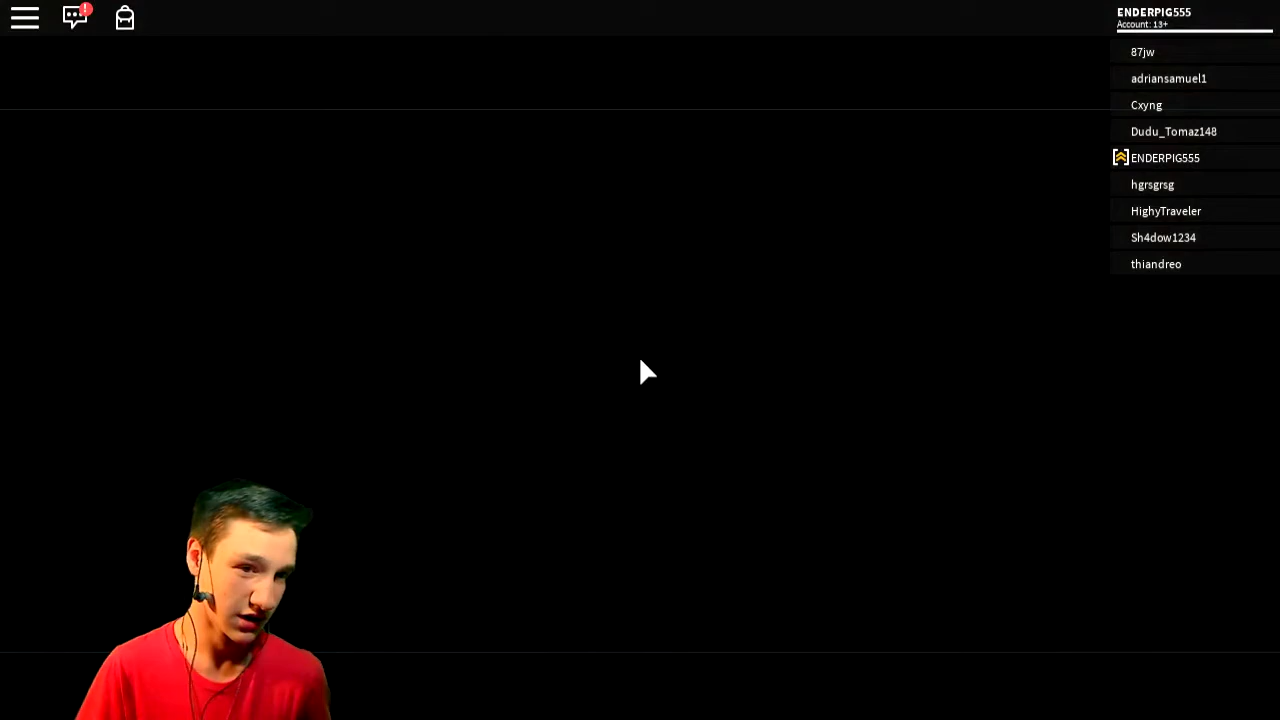 ENDERPIG555
Account: 13+
87jw
adriansamuel1
Cxyng
Dudu_Tomaz148
ENDERPIG555
hgrsgrsg
HighyTraveler
Sh4dow1234
thiandreo